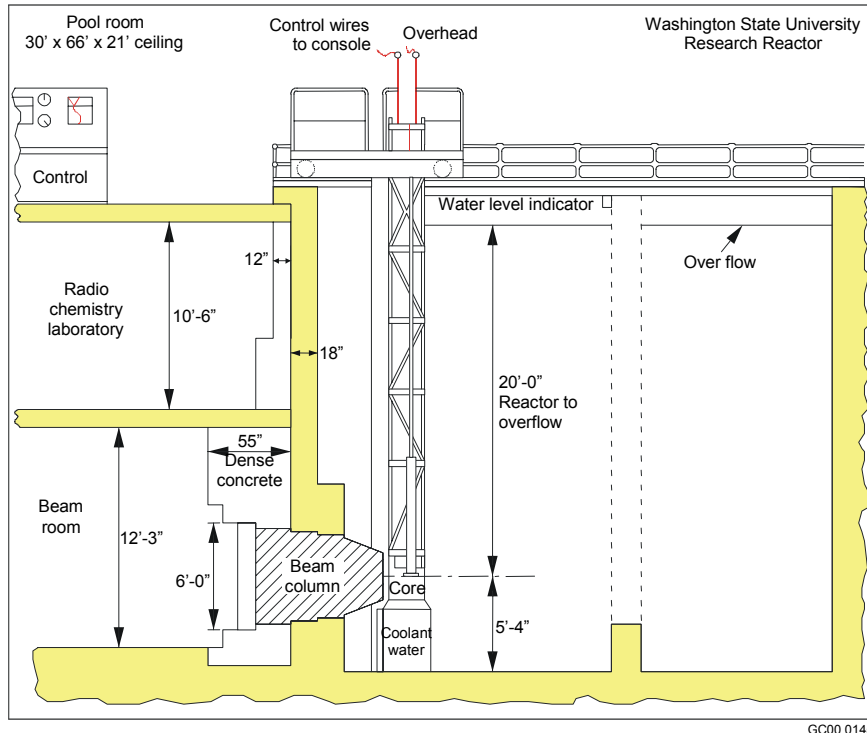 Pool room
30' x 66' x 21' ceiling
Control wires
to console
Overhead
Washington State University
Research Reactor
Control
Water level indicator
Over flow
12”
Radio
chemistry
laboratory
10’-6”
18”
20’-0”
Reactor to
overflow
55”
Dense
concrete
Beam
room
12’-3”
6’-0”
Beam
column
Core
5’-4”
Coolant
water
GC00 014